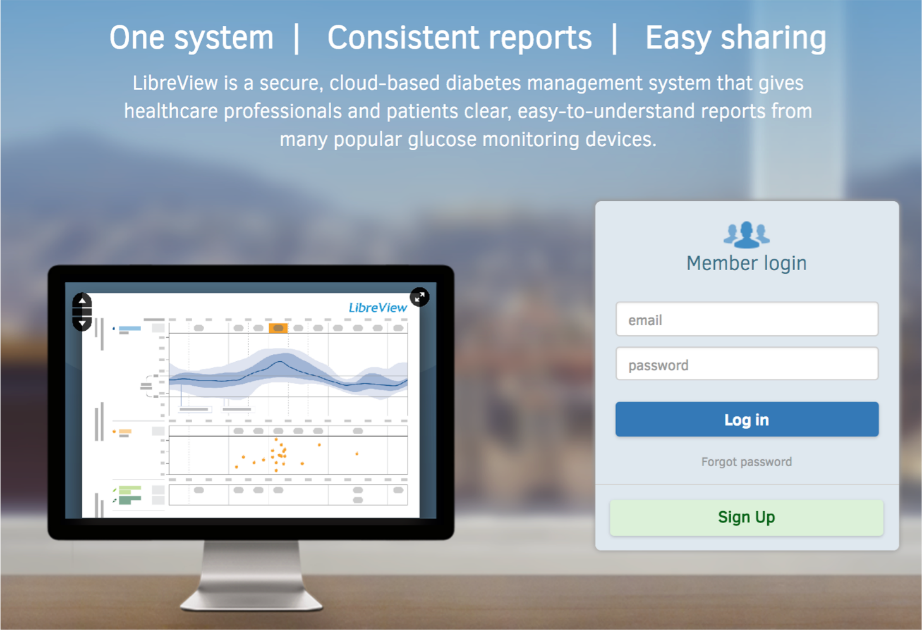 One system | Consistent reports | Easy sharing
LibreView is a secure, cloud-based diabetes management system that gives
healthcare professionals and patients clear, easy-to-understand reports from
many popular glucose monitoring devices.
LibreView
Member login
email
password
Log in
Forgot password
Sign Up